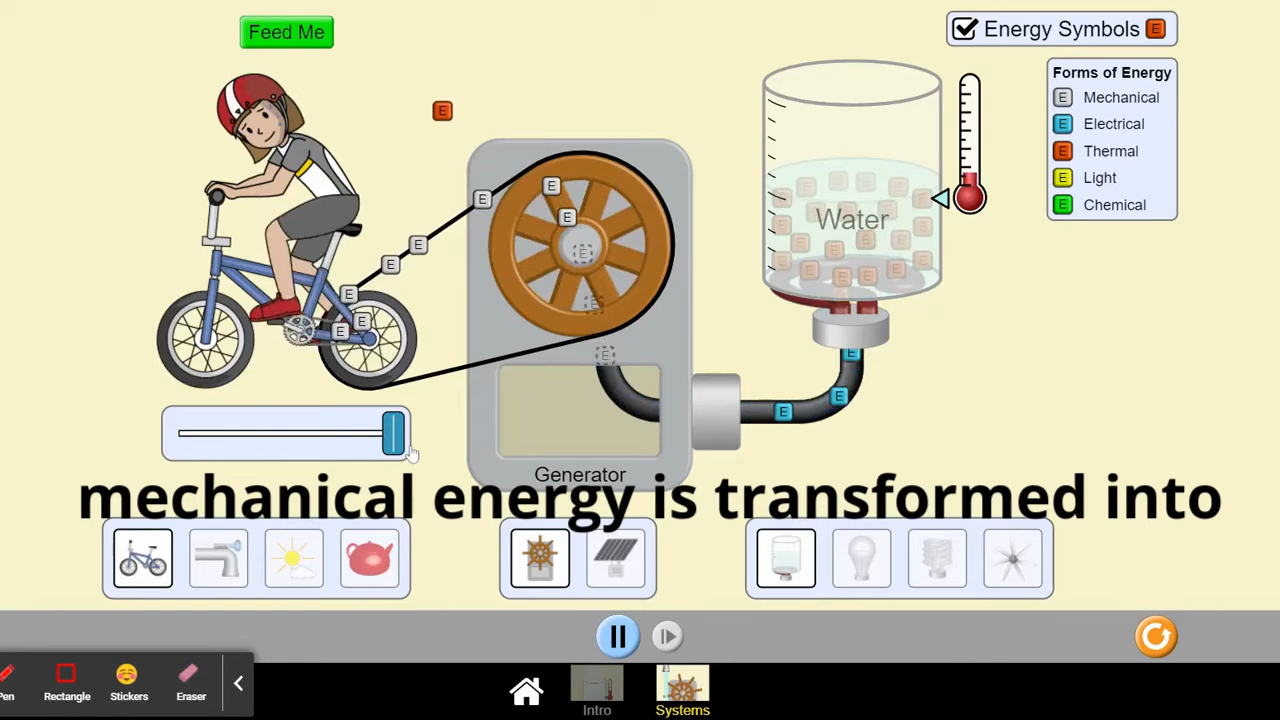 Feed Me
Energy Symbols E
Forms of Energy
E Mechanical
E Electrical
E Thermal
E Light
E Chemical
Water
Generator
mechanical energy is transformed into
Pen
Rectangle
Stickers
Eraser
Intro
Systems